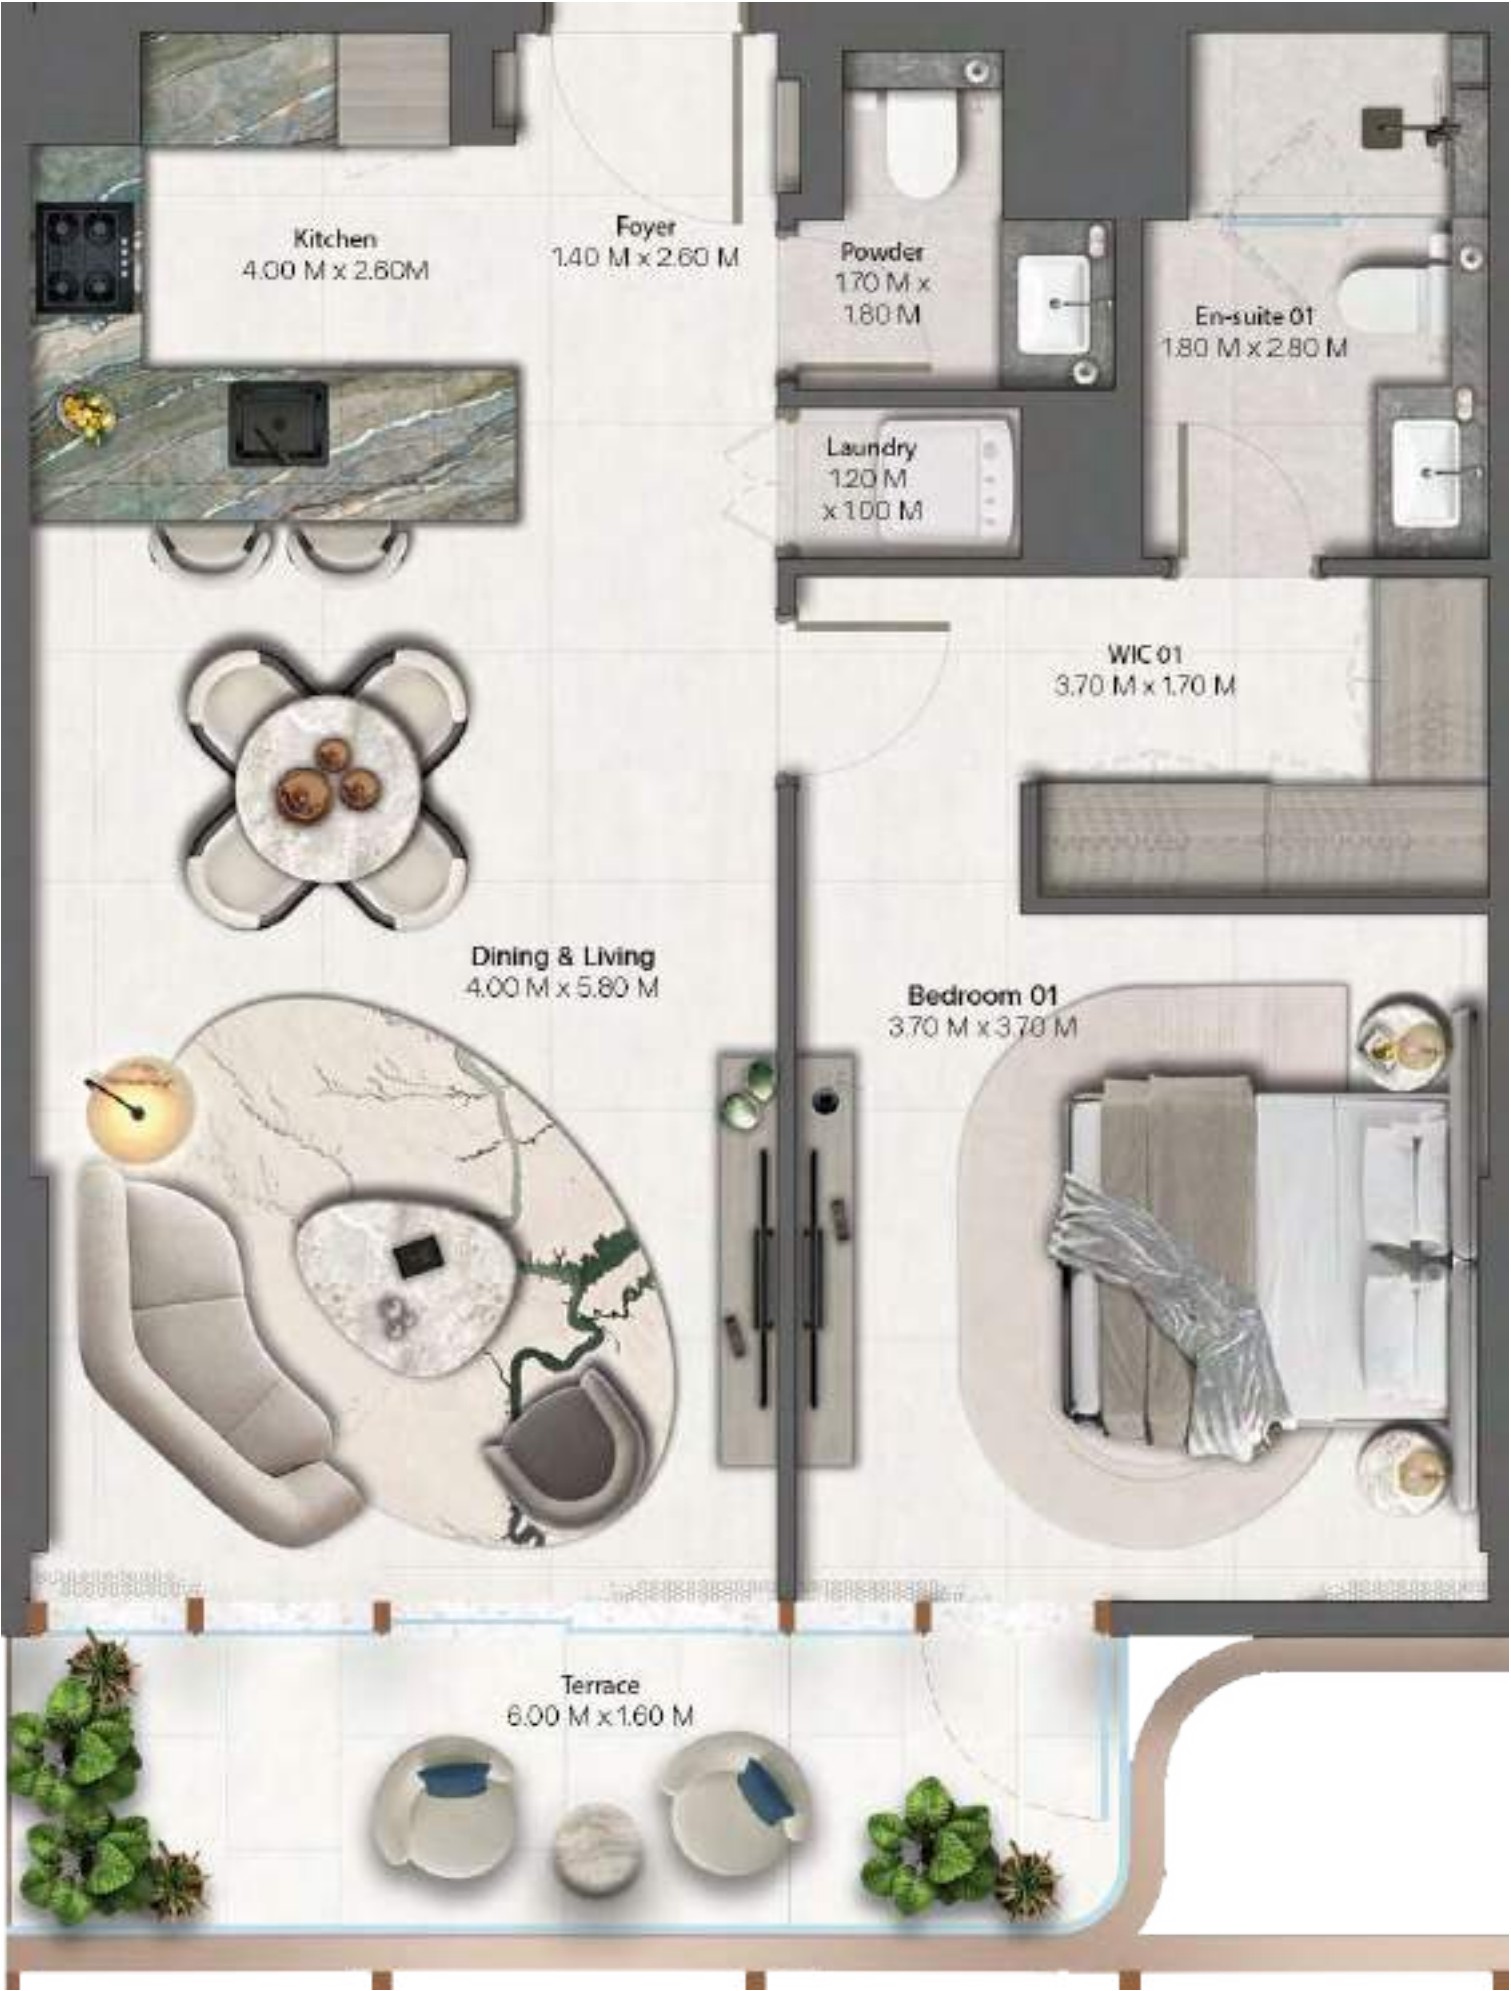 Kitchen
4.00 M x 2.60M
Foyer
1.40 M x 2.60 M
Powder
1.70 M x
1.80 M
En-suite 01
1.80 M x 2.80 M
Laundry
1.20 M
x 1.00 M
WIC 01
3.70 M x 1.70 M
Dining & Living
4.00 M x 5.80 M
Bedroom 01
3.70 M x 3.70 M
Terrace
6.00 M x 1.60 M